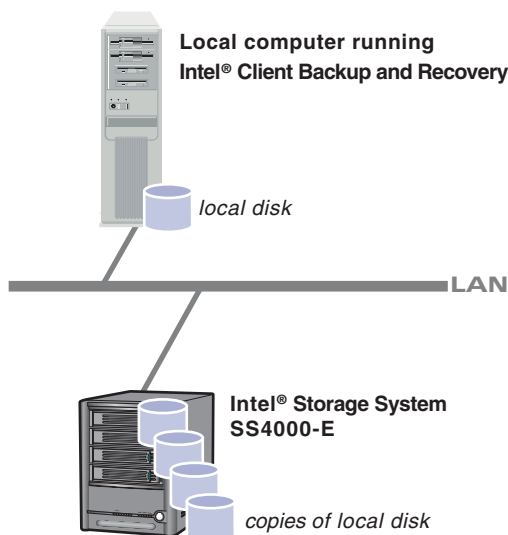 Local computer running
Intel® Client Backup and Recovery
local disk
LAN
Intel® Storage System
SS4000-E
copies of local disk